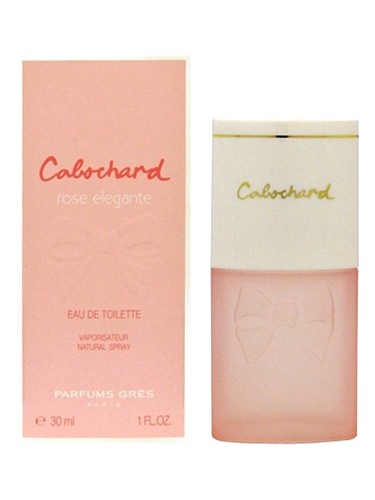 Cabochard
rose elegante
EAU DE TOILETTE
VAPORISATEUR
NATURAL SPRAY
PARFUMS GRÈS
PARIS
e 30 ml 1 FL.OZ.
Cabochard